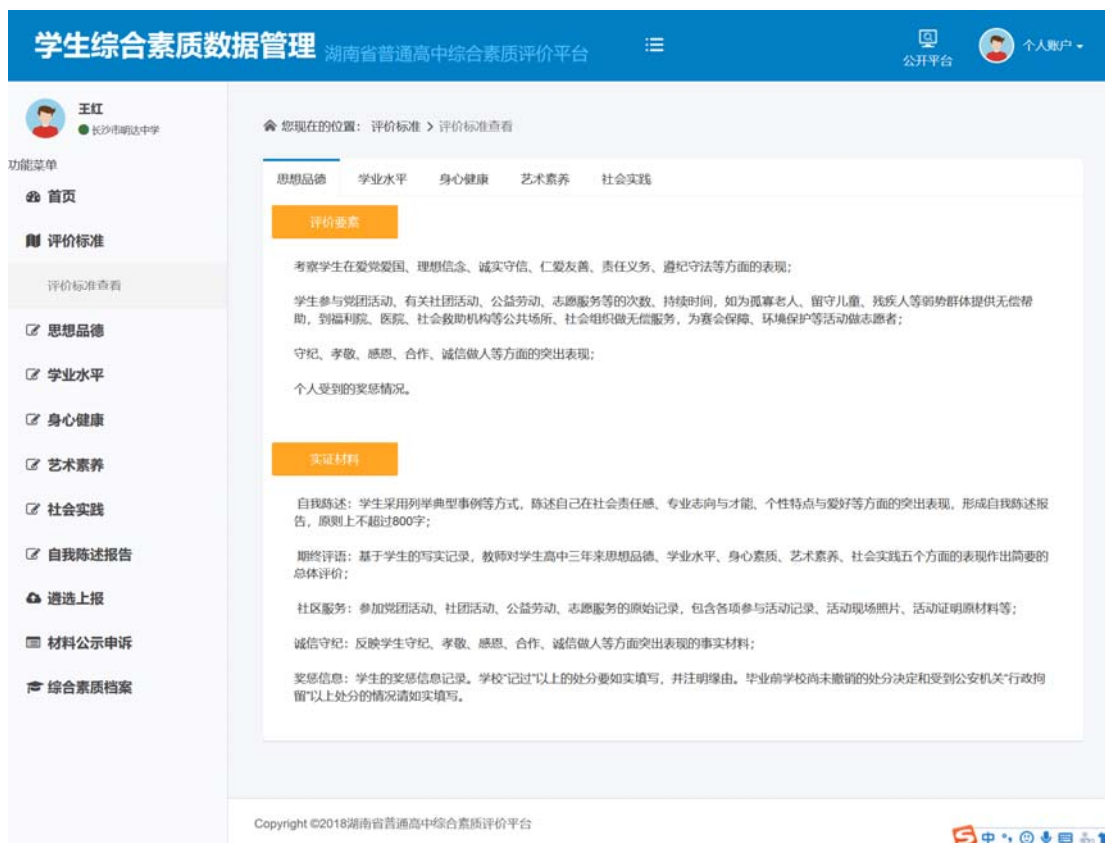 学生综合素质数据管理 湖南省普通高中综合素质评价平台
公开平台
个人账户
王红
长沙市明达中学
功能菜单
首页
评价标准
评价标准查看
思想品德
学业水平
身心健康
艺术素养
社会实践
自我陈述报告
遴选上报
材料公示申诉
综合素质档案
您现在的位置: 评价标准 > 评价标准查看
思想品德 学业水平 身心健康 艺术素养 社会实践
评价要素
考察学生在爱党爱国、理想信念、诚实守信、仁爱友善、责任义务、遵纪守法等方面的表现;
学生参与党团活动、有关社团活动、公益劳动、志愿服务等的次数、持续时间, 如为孤寡老人、留守儿童、残疾人等弱势群体提供无偿帮
助, 到福利院、医院、社会救助机构等公共场所、社会组织做无偿服务, 为赛会保障、环境保护等活动做志愿者;
守纪、孝敬、感恩、合作、诚信做人等方面的突出表现;
个人受到的奖惩情况。
实证材料
自我陈述: 学生采用列举典型事例等方式, 陈述自己在社会责任感、专业志向与才能、个性特点与爱好等方面的突出表现, 形成自我陈述报
告, 原则上不超过800字;
期终评语: 基于学生的写实记录, 教师对学生高中三年来思想品德、学业水平、身心素质、艺术素养、社会实践五个方面的表现作出简要的
总体评价;
社区服务: 参加党团活动、社团活动、公益劳动、志愿服务的原始记录, 包含各项参与活动记录、活动现场照片、活动证明原材料等;
诚信守纪: 反映学生守纪、孝敬、感恩、合作、诚信做人等方面突出表现的事实材料;
奖惩信息: 学生的奖惩信息记录。学校“记过”以上的处分要如实填写, 并注明缘由。毕业前学校尚未撤销的处分决定和受到公安机关“行政拘
留”以上处分的情况请如实填写。
Copyright ©2018湖南省普通高中综合素质评价平台
中